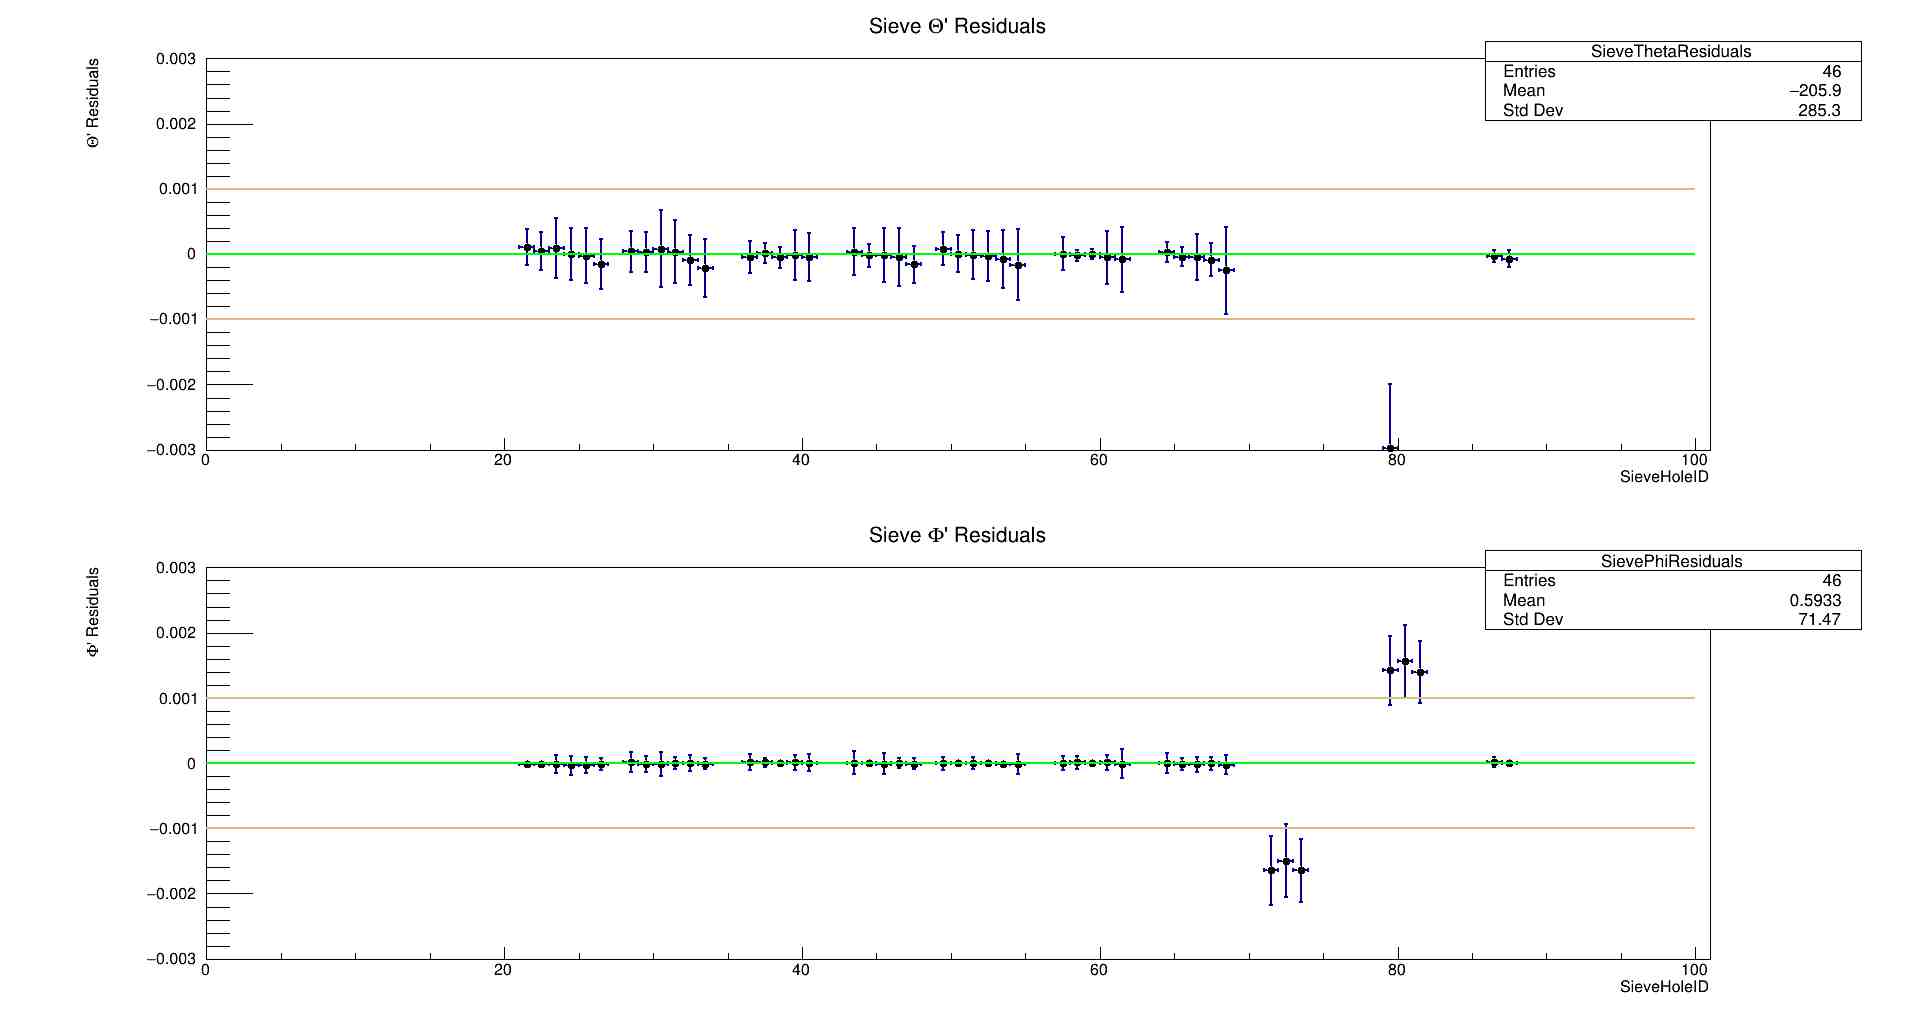 Sieve Θ' Residuals
Θ' Residuals
SieveThetaResiduals
Entries 46
Mean −205.9
Std Dev 285.3
0.003
0.002
0.001
0
−0.001
−0.002
−0.003
0 20 40 60 80 100
SieveHoleID
Sieve Φ' Residuals
Φ' Residuals
SievePhiResiduals
Entries 46
Mean 0.5933
Std Dev 71.47
0.003
0.002
0.001
0
−0.001
−0.002
−0.003
0 20 40 60 80 100
SieveHoleID